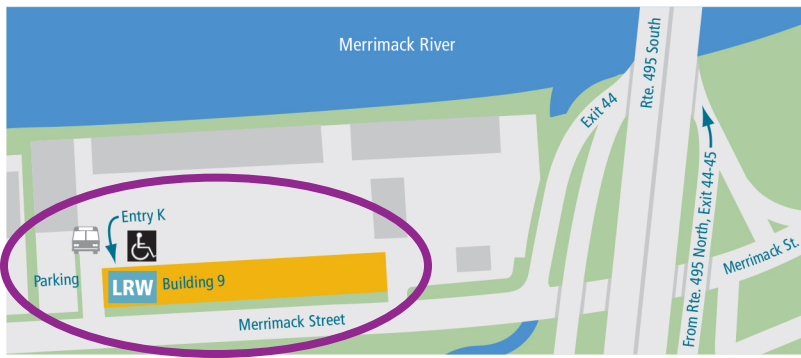 Merrimack River
Rte. 495 South
Exit 44
From Rte. 495 North, Exit 44-45
Entry K
Merrimack St.
Parking
LRW
Building 9
Merrimack Street